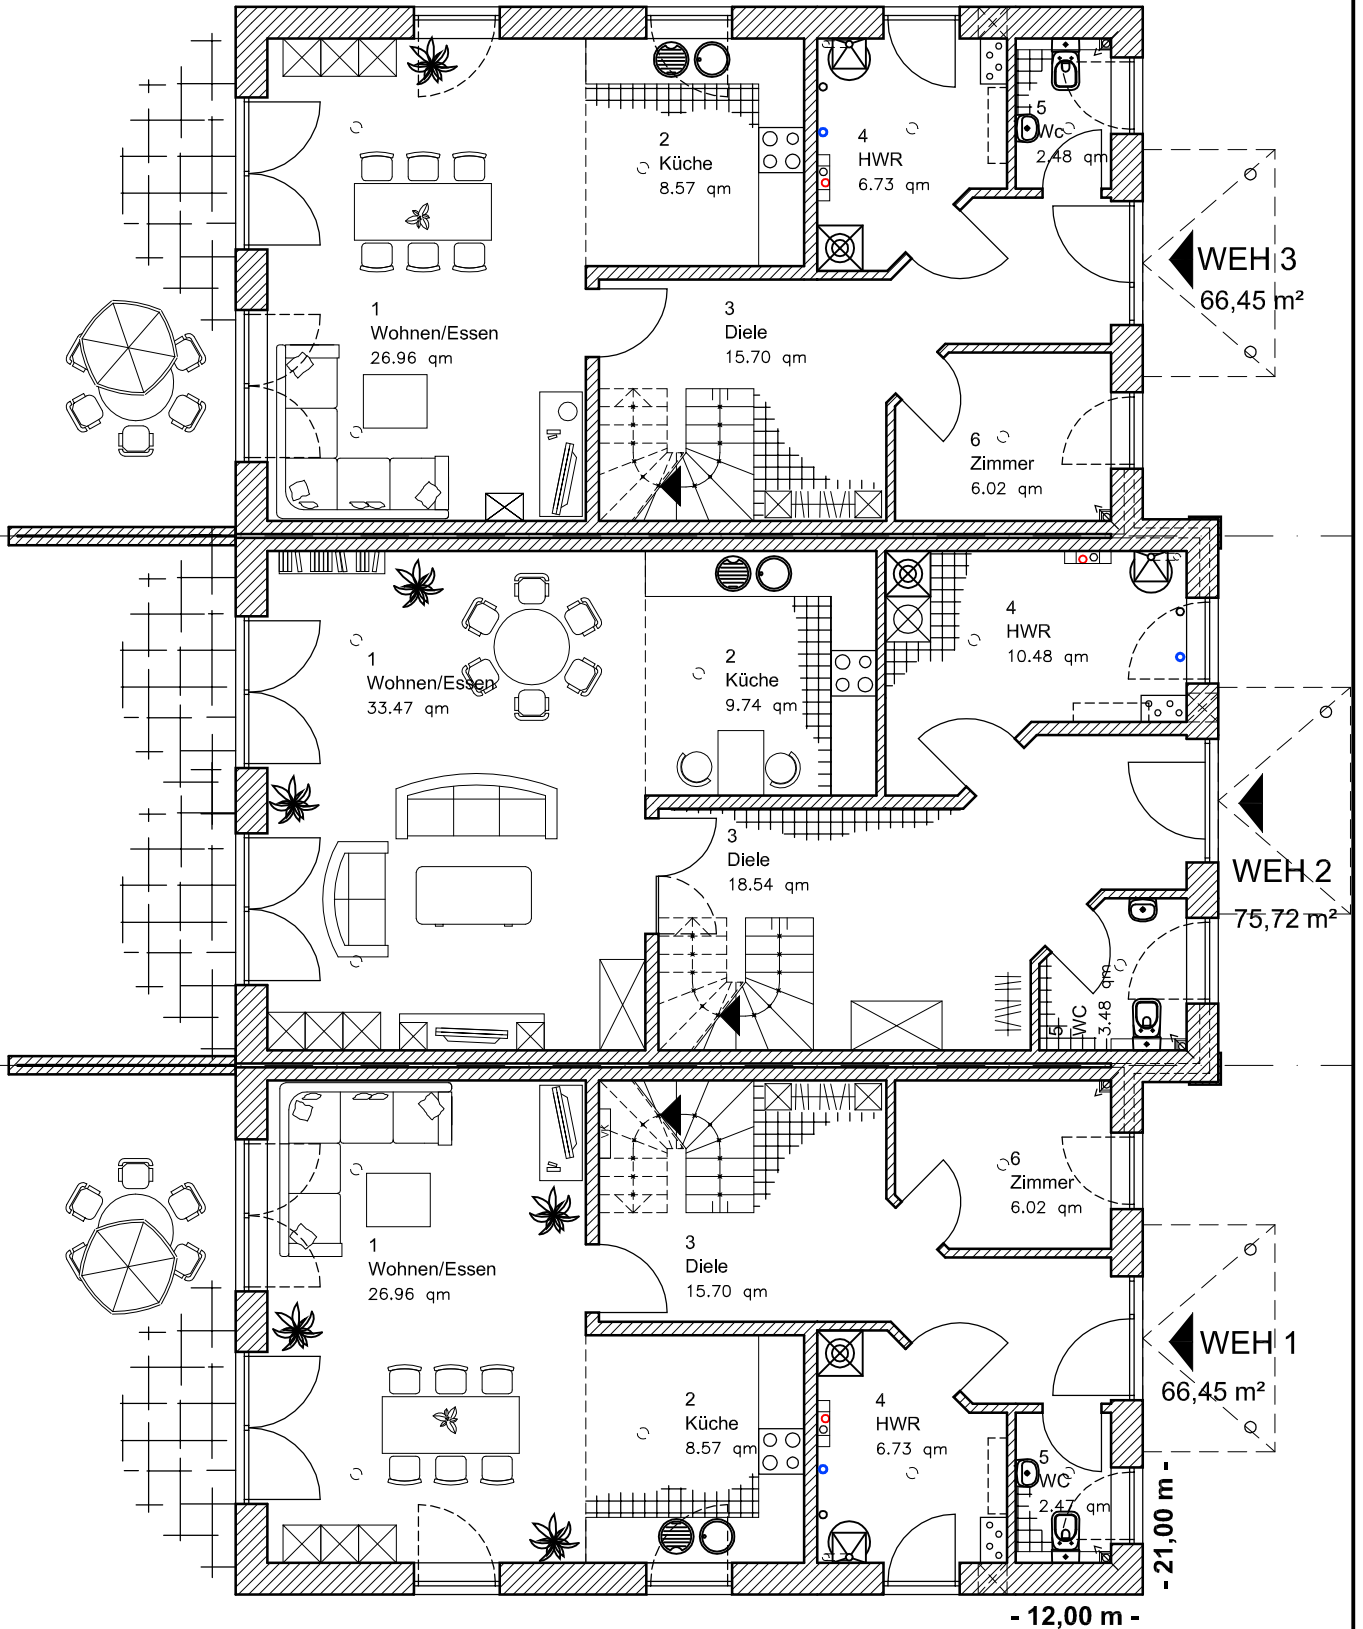 5
Wc
2.48 qm
2
Küche
8.57 qm
4
HWR
6.73 qm
WEH 3
66,45 m²
1
Wohnen/Essen
26.96 qm
3
Diele
15.70 qm
6
Zimmer
6.02 qm
4
HWR
10.48 qm
1
Wohnen/Essen
33.47 qm
2
Küche
9.74 qm
3
Diele
18.54 qm
WEH 2
75,72 m²
5
WC
3.48 qm
VK
6
Zimmer
6.02 qm
1
Wohnen/Essen
26.96 qm
3
Diele
15.70 qm
WEH 1
66,45 m²
2
Küche
8.57 qm
4
HWR
6.73 qm
5
WC
2.47 qm
- 21,00 m -
- 12,00 m -